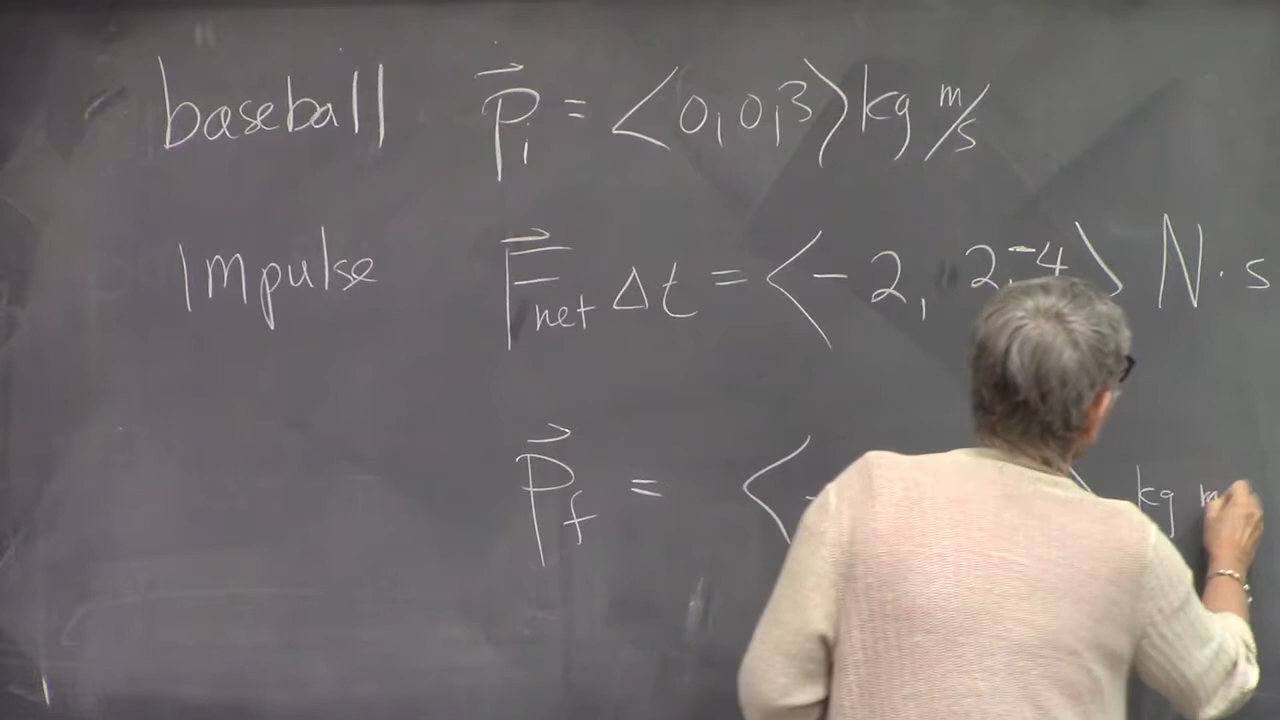 baseball p⃗i = ⟨0,0,3⟩ kg m/s
Impulse F⃗net Δt = ⟨-2, 2,-4⟩ N·s
p⃗f = ⟨- ⟩ kg m